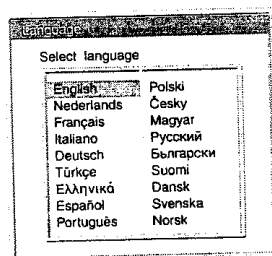 Language
Select language
English
Nederlands
Français
Italiano
Deutsch
Türkçe
Ελληνικά
Español
Português
Polski
Česky
Magyar
Русский
Български
Suomi
Dansk
Svenska
Norsk